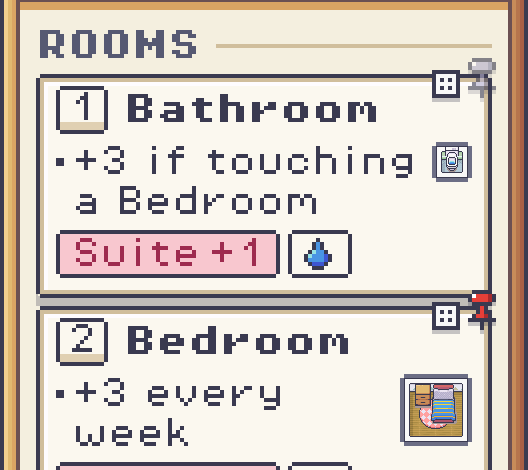 ROOMS
1 Bathroom
•+3 if touching
a Bedroom
Suite +1
2 Bedroom
•+3 every
week